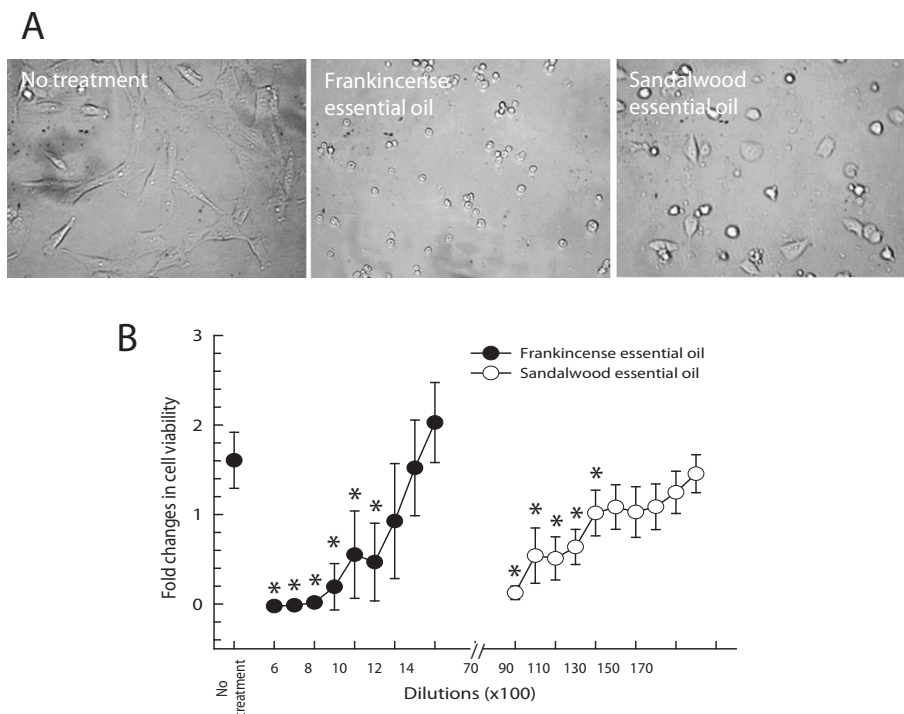 A
No treatment
Frankincense
essential oil
Sandalwood
essential oil
B
Fold changes in cell viability
3
2
1
0
Frankincense essential oil
Sandalwood essential oil
* * * * * *
* * * * *
No
treatment
6 8 10 12 14 70 90 110 130 150 170
Dilutions (x100)